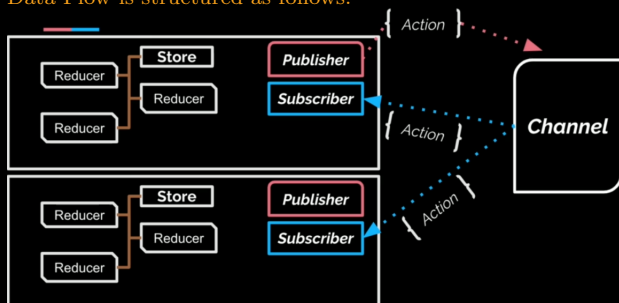 Data Flow is structured as follows:
{ Action }
Store
Publisher
Reducer
Subscriber
Reducer
Reducer
{ Action }
Channel
Store
Publisher
{ Action }
Reducer
Subscriber
Reducer
Reducer